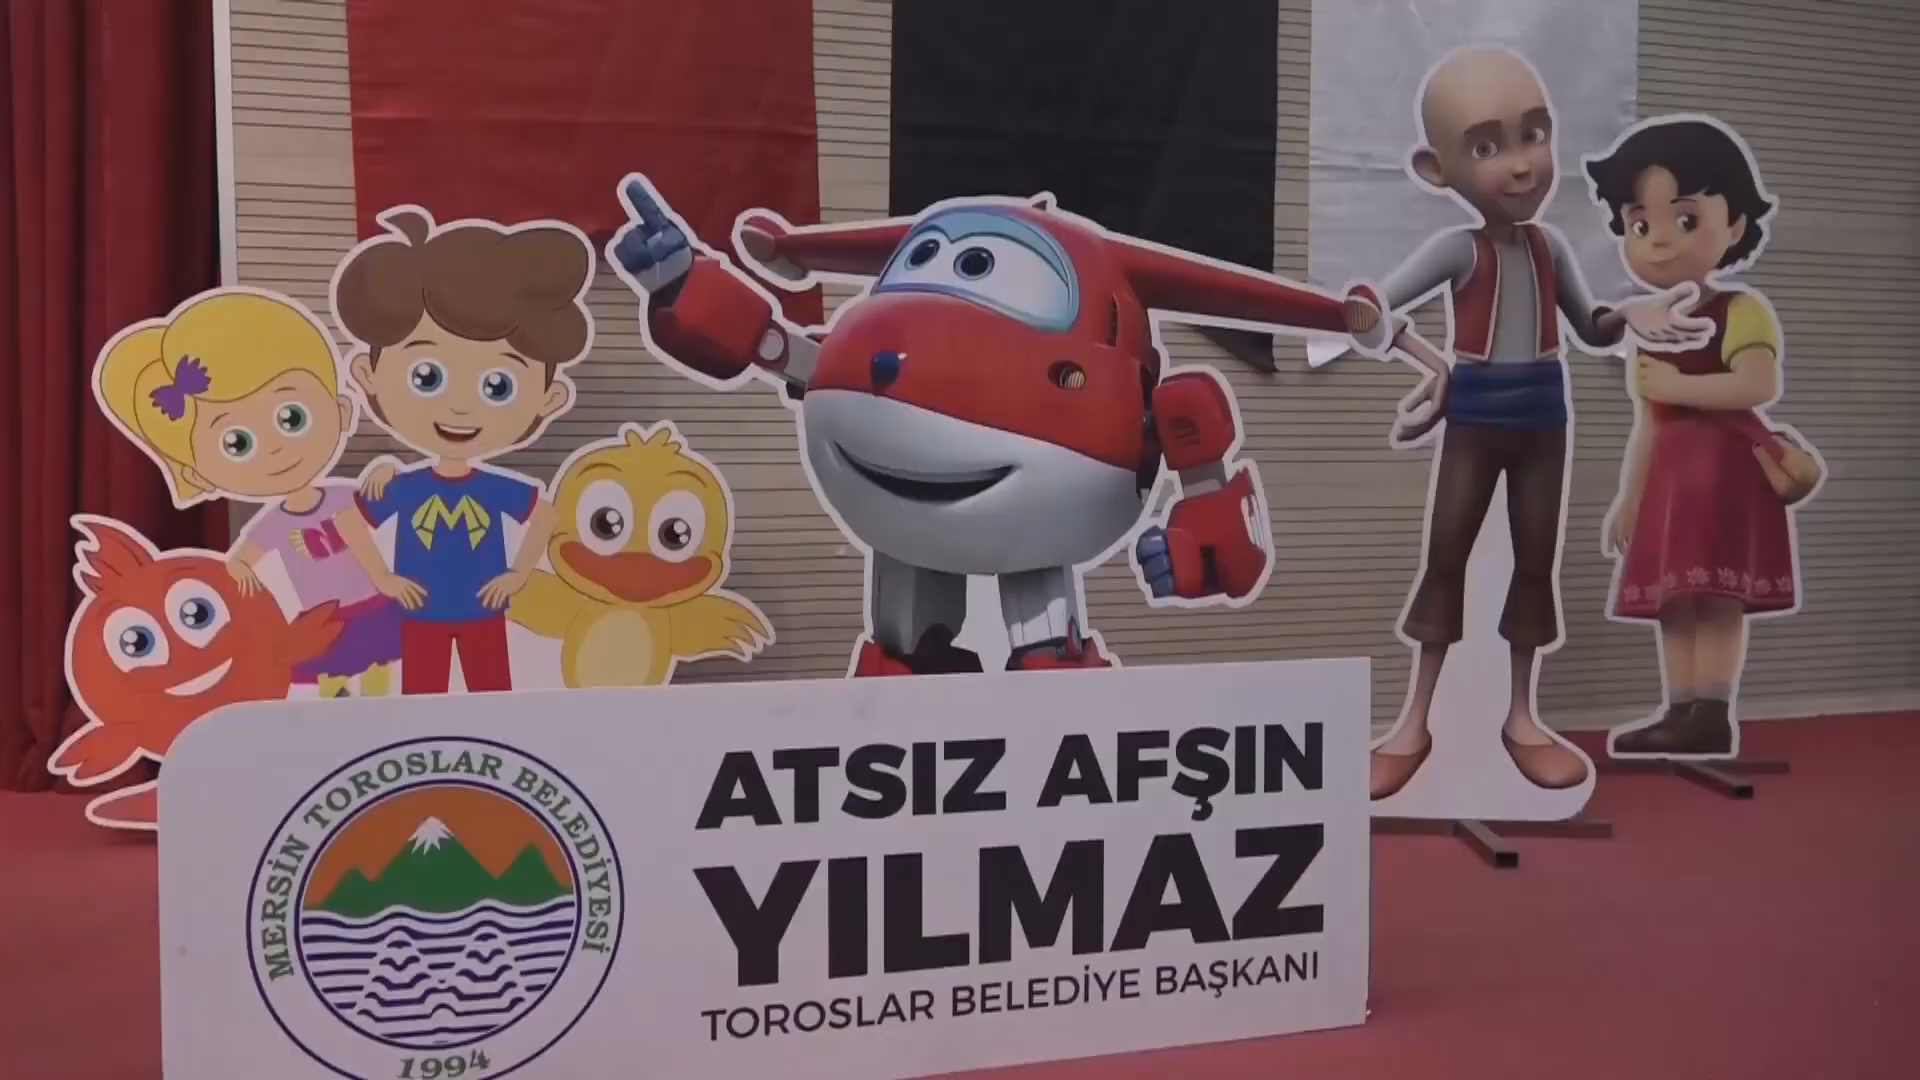 MERSİN TOROSLAR BELEDİYESİ
1994
ATSIZ AFŞIN
YILMAZ
TOROSLAR BELEDİYE BAŞKANI
M